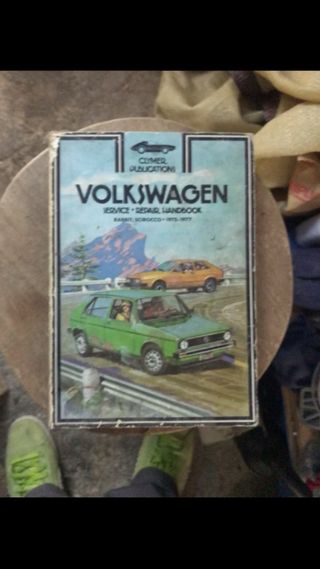 CLYMER
PUBLICATIONS
VOLKSWAGEN
SERVICE • REPAIR HANDBOOK
RABBIT, SCIROCCO • 1975-1977